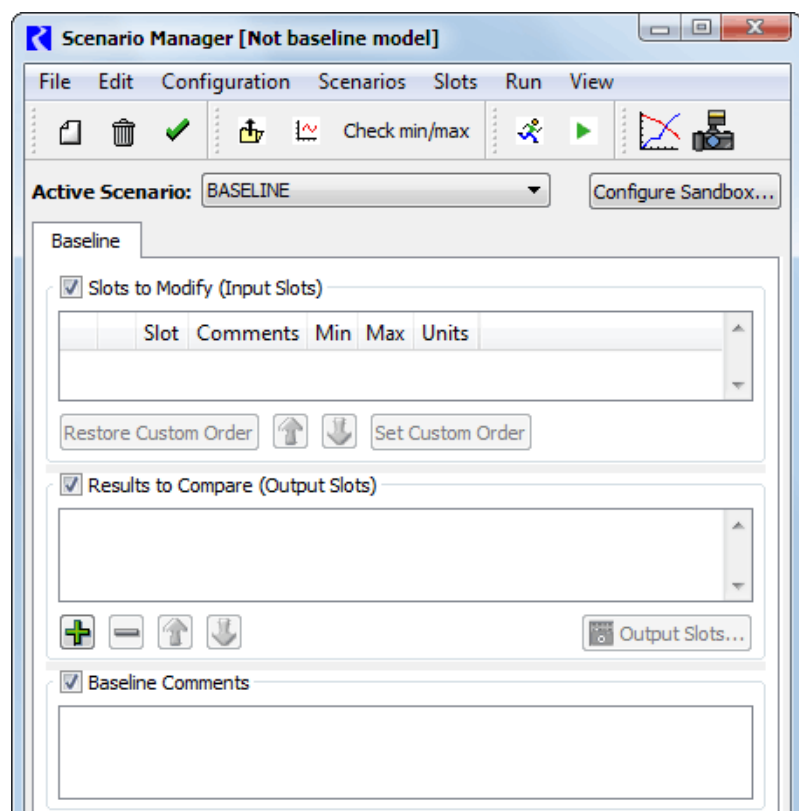 Scenario Manager [Not baseline model]
File Edit Configuration Scenarios Slots Run View
Check min/max
Active Scenario: BASELINE Configure Sandbox...
Baseline
Slots to Modify (Input Slots)
Slot Comments Min Max Units
Restore Custom Order Set Custom Order
Results to Compare (Output Slots)
Output Slots...
Baseline Comments